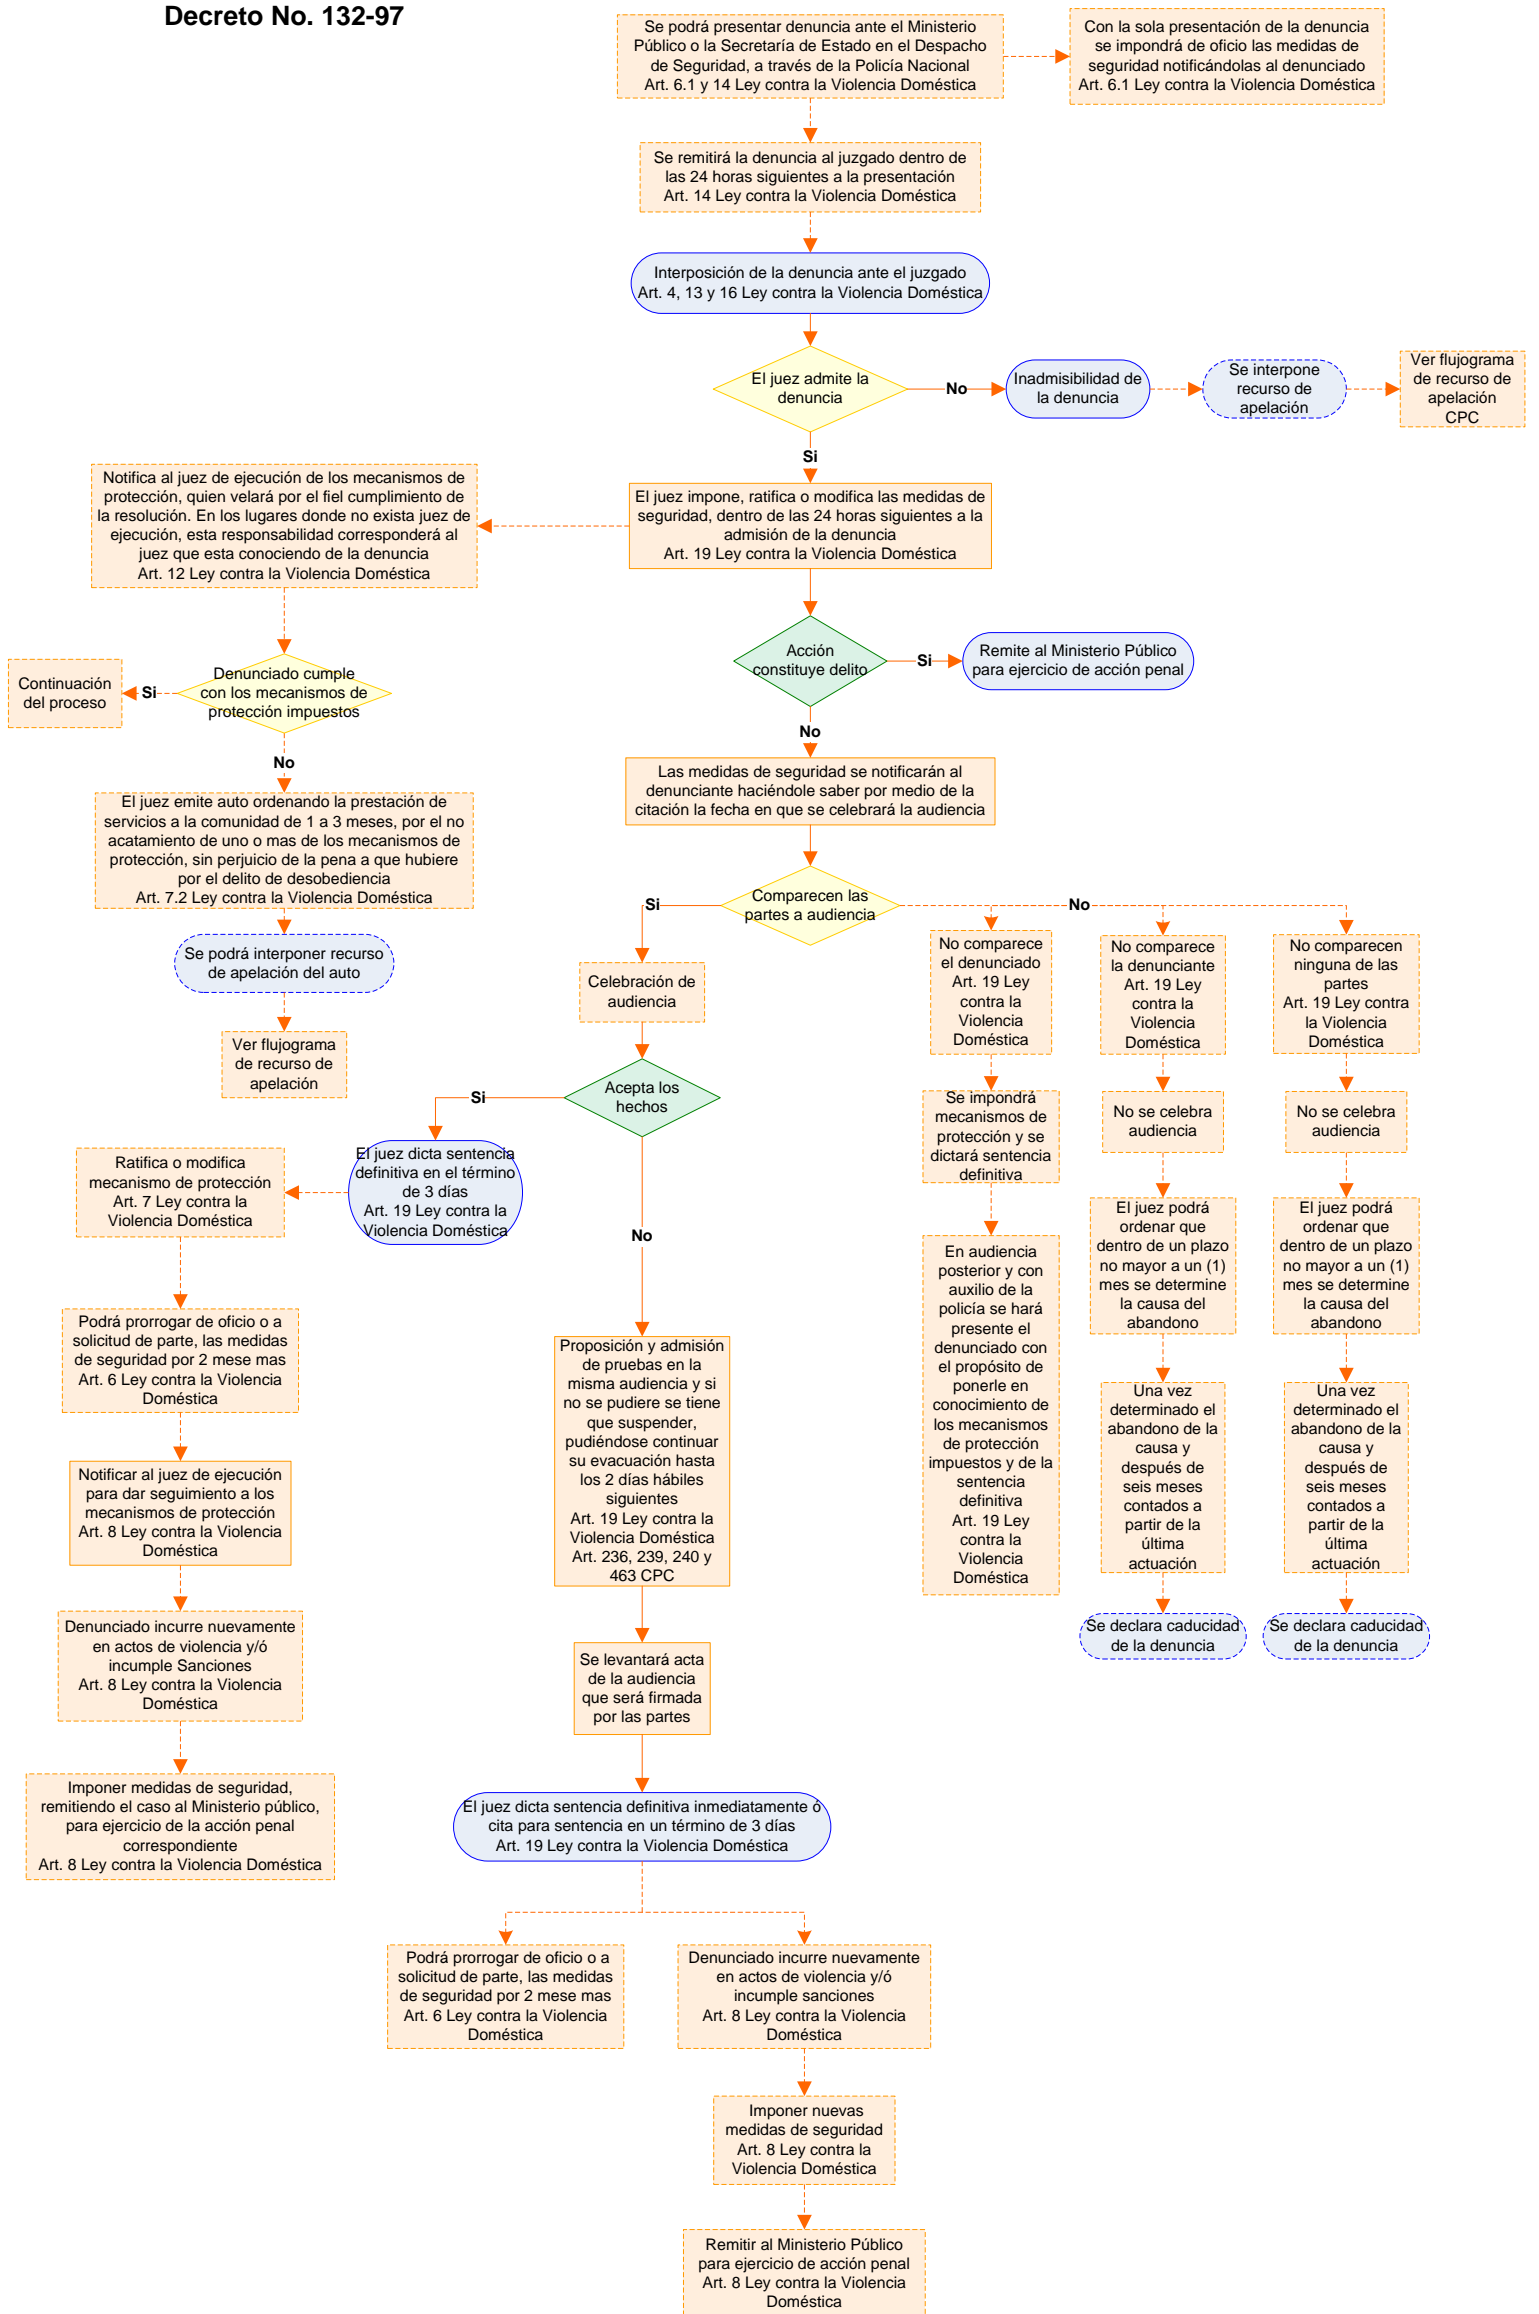 Decreto No. 132-97
Se podrá presentar denuncia ante el Ministerio
Público o la Secretaría de Estado en el Despacho
de Seguridad, a través de la Policía Nacional
Art. 6.1 y 14 Ley contra la Violencia Doméstica
Con la sola presentación de la denuncia
se impondrá de oficio las medidas de
seguridad notificándolas al denunciado
Art. 6.1 Ley contra la Violencia Doméstica
Se remitirá la denuncia al juzgado dentro de
las 24 horas siguientes a la presentación
Art. 14 Ley contra la Violencia Doméstica
Interposición de la denuncia ante el juzgado
Art. 4, 13 y 16 Ley contra la Violencia Doméstica
El juez admite la
denuncia
No
Inadmisibilidad de
la denuncia
Se interpone
recurso de
apelación
Ver flujograma
de recurso de
apelación
CPC
Si
El juez impone, ratifica o modifica las medidas de
seguridad, dentro de las 24 horas siguientes a la
admisión de la denuncia
Art. 19 Ley contra la Violencia Doméstica
Notifica al juez de ejecución de los mecanismos de
protección, quien velará por el fiel cumplimiento de
la resolución. En los lugares donde no exista juez de
ejecución, esta responsabilidad corresponderá al
juez que esta conociendo de la denuncia
Art. 12 Ley contra la Violencia Doméstica
Denunciado cumple
con los mecanismos de
protección impuestos
Si
Continuación
del proceso
No
El juez emite auto ordenando la prestación de
servicios a la comunidad de 1 a 3 meses, por el no
acatamiento de uno o mas de los mecanismos de
protección, sin perjuicio de la pena a que hubiere
por el delito de desobediencia
Art. 7.2 Ley contra la Violencia Doméstica
Se podrá interponer recurso
de apelación del auto
Ver flujograma
de recurso de
apelación
Acción
constituye delito
Si
Remite al Ministerio Público
para ejercicio de acción penal
No
Las medidas de seguridad se notificarán al
denunciante haciéndole saber por medio de la
citación la fecha en que se celebrará la audiencia
Comparecen las
partes a audiencia
Si
No
Celebración de
audiencia
Acepta los
hechos
Si
El juez dicta sentencia
definitiva en el término
de 3 días
Art. 19 Ley contra la
Violencia Doméstica
Ratifica o modifica
mecanismo de protección
Art. 7 Ley contra la
Violencia Doméstica
Podrá prorrogar de oficio o a
solicitud de parte, las medidas
de seguridad por 2 mese mas
Art. 6 Ley contra la Violencia
Doméstica
Notificar al juez de ejecución
para dar seguimiento a los
mecanismos de protección
Art. 8 Ley contra la Violencia
Doméstica
Denunciado incurre nuevamente
en actos de violencia y/ó
incumple Sanciones
Art. 8 Ley contra la Violencia
Doméstica
Imponer medidas de seguridad,
remitiendo el caso al Ministerio público,
para ejercicio de la acción penal
correspondiente
Art. 8 Ley contra la Violencia Doméstica
No
Proposición y admisión
de pruebas en la
misma audiencia y si
no se pudiere se tiene
que suspender,
pudiéndose continuar
su evacuación hasta
los 2 días hábiles
siguientes
Art. 19 Ley contra la
Violencia Doméstica
Art. 236, 239, 240 y
463 CPC
Se levantará acta
de la audiencia
que será firmada
por las partes
El juez dicta sentencia definitiva inmediatamente ó
cita para sentencia en un término de 3 días
Art. 19 Ley contra la Violencia Doméstica
Podrá prorrogar de oficio o a
solicitud de parte, las medidas
de seguridad por 2 mese mas
Art. 6 Ley contra la Violencia
Doméstica
Denunciado incurre nuevamente
en actos de violencia y/ó
incumple sanciones
Art. 8 Ley contra la Violencia
Doméstica
Imponer nuevas
medidas de seguridad
Art. 8 Ley contra la
Violencia Doméstica
Remitir al Ministerio Público
para ejercicio de acción penal
Art. 8 Ley contra la Violencia
Doméstica
No comparece
el denunciado
Art. 19 Ley
contra la
Violencia
Doméstica
Se impondrá
mecanismos de
protección y se
dictará sentencia
definitiva
En audiencia
posterior y con
auxilio de la
policía se hará
presente el
denunciado con
el propósito de
ponerle en
conocimiento de
los mecanismos
de protección
impuestos y de la
sentencia
definitiva
Art. 19 Ley
contra la
Violencia
Doméstica
No comparece
la denunciante
Art. 19 Ley
contra la
Violencia
Doméstica
No se celebra
audiencia
El juez podrá
ordenar que
dentro de un plazo
no mayor a un (1)
mes se determine
la causa del
abandono
Una vez
determinado el
abandono de la
causa y
después de
seis meses
contados a
partir de la
última
actuación
Se declara caducidad
de la denuncia
No comparecen
ninguna de las
partes
Art. 19 Ley contra
la Violencia
Doméstica
No se celebra
audiencia
El juez podrá
ordenar que
dentro de un plazo
no mayor a un (1)
mes se determine
la causa del
abandono
Una vez
determinado el
abandono de la
causa y
después de
seis meses
contados a
partir de la
última
actuación
Se declara caducidad
de la denuncia